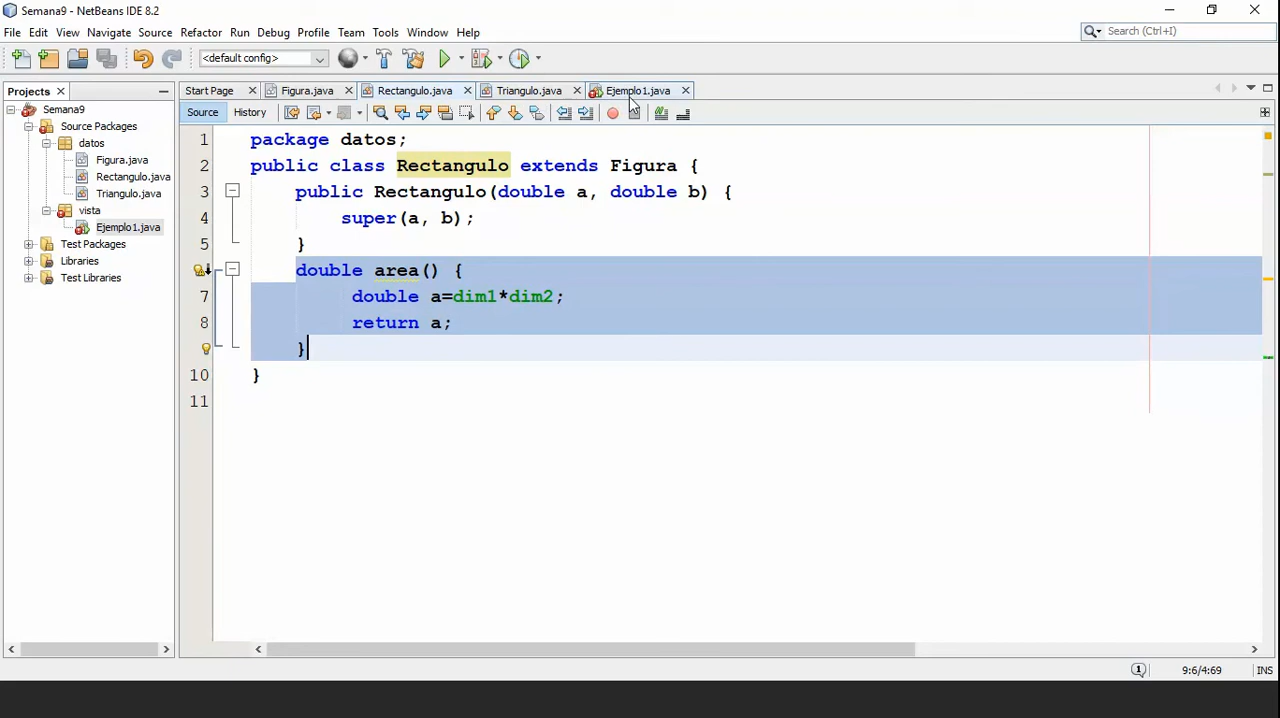 Semana9 - NetBeans IDE 8.2
File Edit View Navigate Source Refactor Run Debug Profile Team Tools Window Help
Search (Ctrl+I)
<default config>
Projects
Start Page Figura.java Rectangulo.java Triangulo.java Ejemplo1.java
Source History
Semana9
Source Packages
datos
Figura.java
Rectangulo.java
Triangulo.java
vista
Ejemplo1.java
Test Packages
Libraries
Test Libraries
1 package datos;
2 public class Rectangulo extends Figura {
3 public Rectangulo(double a, double b) {
4 super(a, b);
5 }
double area() {
7 double a=dim1*dim2;
8 return a;
}
10 }
11
1 9:6/4:69 INS